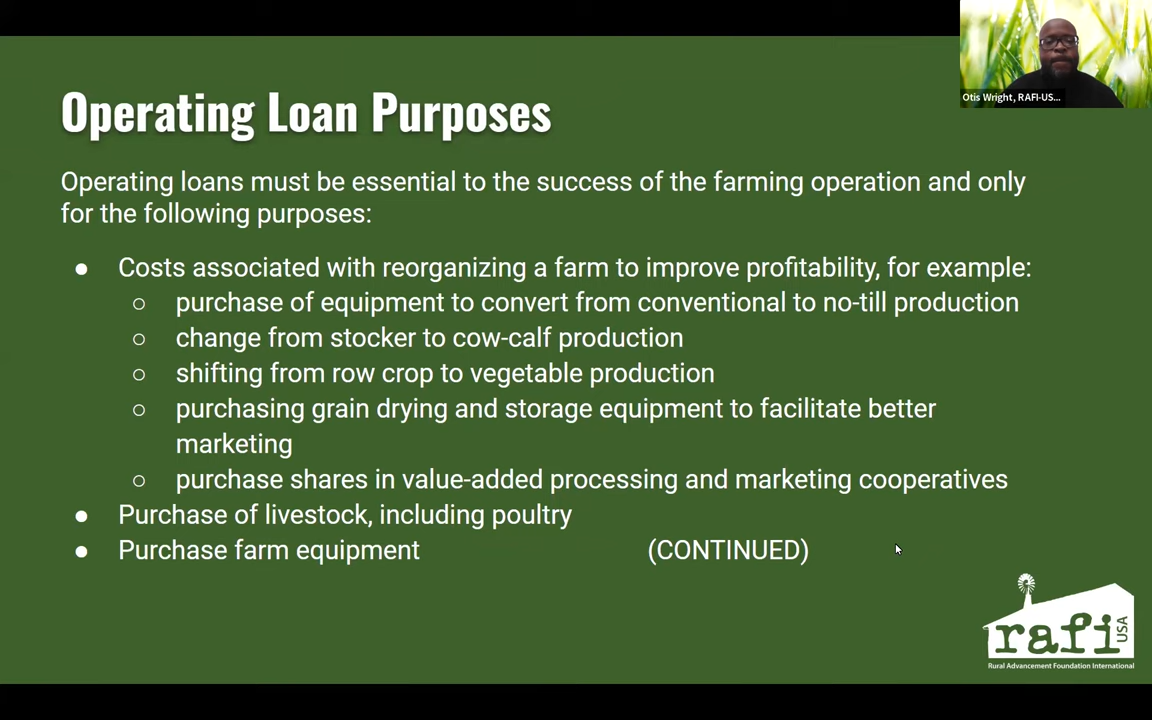 Otis Wright, RAFI-US...
Operating Loan Purposes
Operating loans must be essential to the success of the farming operation and only
for the following purposes:
● Costs associated with reorganizing a farm to improve profitability, for example:
○ purchase of equipment to convert from conventional to no-till production
○ change from stocker to cow-calf production
○ shifting from row crop to vegetable production
○ purchasing grain drying and storage equipment to facilitate better
marketing
○ purchase shares in value-added processing and marketing cooperatives
● Purchase of livestock, including poultry
● Purchase farm equipment (CONTINUED)
rafi USA
Rural Advancement Foundation International